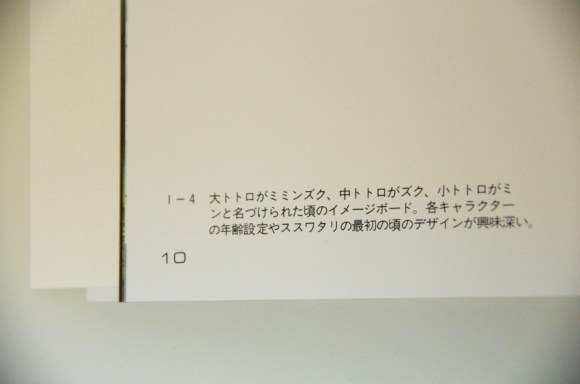 I－4 大トトロがミミンズク、中トトロがズク、小トトロがミ
ンと名づけられた頃のイメージボード。各キャラクター
の年齢設定やススワタリの最初の頃のデザインが興味深い。
10